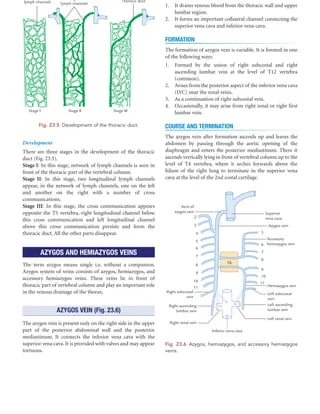 lymph channels
lymph channels
Thoracic duct
Stage I
Stage II
Stage III
Fig. 23.5 Development of the thoracic duct.
Development
There are three stages in the development of the thoracic
duct (Fig. 23.5).
Stage I: In this stage, network of lymph channels is seen in
front of the thoracic part of the vertebral column.
Stage II: In this stage, two longitudinal lymph channels
appear, in the network of lymph channels, one on the left
and another on the right with a number of cross
communications.
Stage III: In this stage, the cross communication appears
opposite the T5 vertebra, right longitudinal channel below
this cross communication and left longitudinal channel
above this cross communication persist and form the
thoracic duct. All the other parts disappear.
AZYGOS AND HEMIAZYGOS VEINS
The term azygos means single i.e. without a companion.
Azygos system of veins consists of azygos, hemiazygos, and
accessory hemiazygos veins. These veins lie in front of
thoracic part of vertebral column and play an important role
in the venous drainage of the thorax.
AZYGOS VEIN (Fig. 23.6)
The azygos vein is present only on the right side in the upper
part of the posterior abdominal wall and the posterior
mediastinum. It connects the inferior vena cava with the
superior vena cava. It is provided with valves and may appear
tortuous.
1. It drains venous blood from the thoracic wall and upper
lumbar region.
2. It forms an important collateral channel connecting the
superior vena cava and inferior vena cava.
FORMATION
The formation of azygos vein is variable. It is formed in one
of the following ways:
1. Formed by the union of right subcostal and right
ascending lumbar vein at the level of T12 vertebra
(common).
2. Arises from the posterior aspect of the inferior vena cava
(IVC) near the renal veins.
3. As a continuation of right subcostal vein.
4. Occasionally, it may arise from right renal or right first
lumbar vein.
COURSE AND TERMINATION
The azygos vein after formation ascends and leaves the
abdomen by passing through the aortic opening of the
diaphragm and enters the posterior mediastinum. There it
ascends vertically lying in front of vertebral column up to the
level of T4 vertebra, where it arches forwards above the
hilum of the right lung to terminate in the superior vena
cava at the level of the 2nd costal cartilage.
Arch of
azygos vein
2
3
4
5
6
7
8
9
10
11
Right subcostal
vein
Right ascending
lumbar vein
Right renal vein
Superior
vena cava
Azygos vein
5
Accessory
hemiazygos vein
6
7
8
T8
9
10
11
Hemiazygos vein
Left subcostal
vein
Left ascending
lumbar vein
Left renal vein
Inferior vena cava
Fig. 23.6 Azygos, hemiazygos, and accessory hemiazygos
veins.